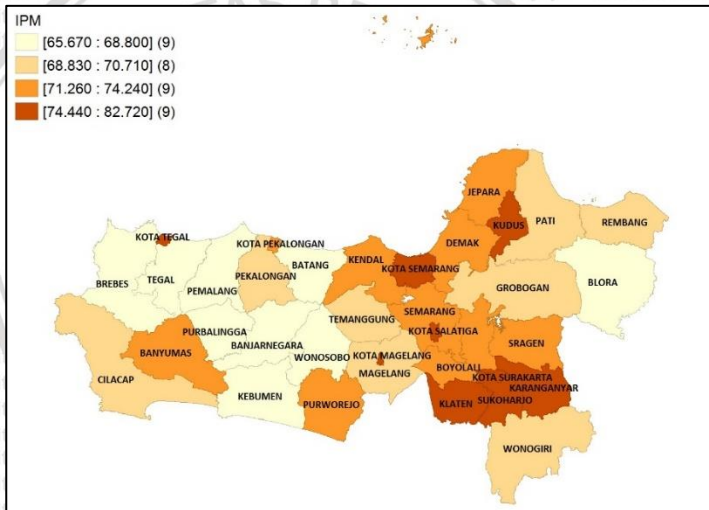 IPM
[65.670 : 68.800] (9)
[68.830 : 70.710] (8)
[71.260 : 74.240] (9)
[74.440 : 82.720] (9)
JEPARA
KUDUS
PATI
REMBANG
KOTA TEGAL
KOTA PEKALONGAN
DEMAK
BATANG
KENDAL
KOTA SEMARANG
BREBES
TEGAL
PEMALANG
PEKALONGAN
GROBOGAN
BLORA
TEMANGGUNG
SEMARANG
PURBALINGGA
KOTA SALATIGA
BANYUMAS
BANJARNEGARA
SRAGEN
WONOSOBO
KOTA MAGELANG
CILACAP
MAGELANG
BOYOLALI
KOTA SURAKARTA
KARANGANYAR
KEBUMEN
PURWOREJO
KLATEN
SUKOHARJO
WONOGIRI